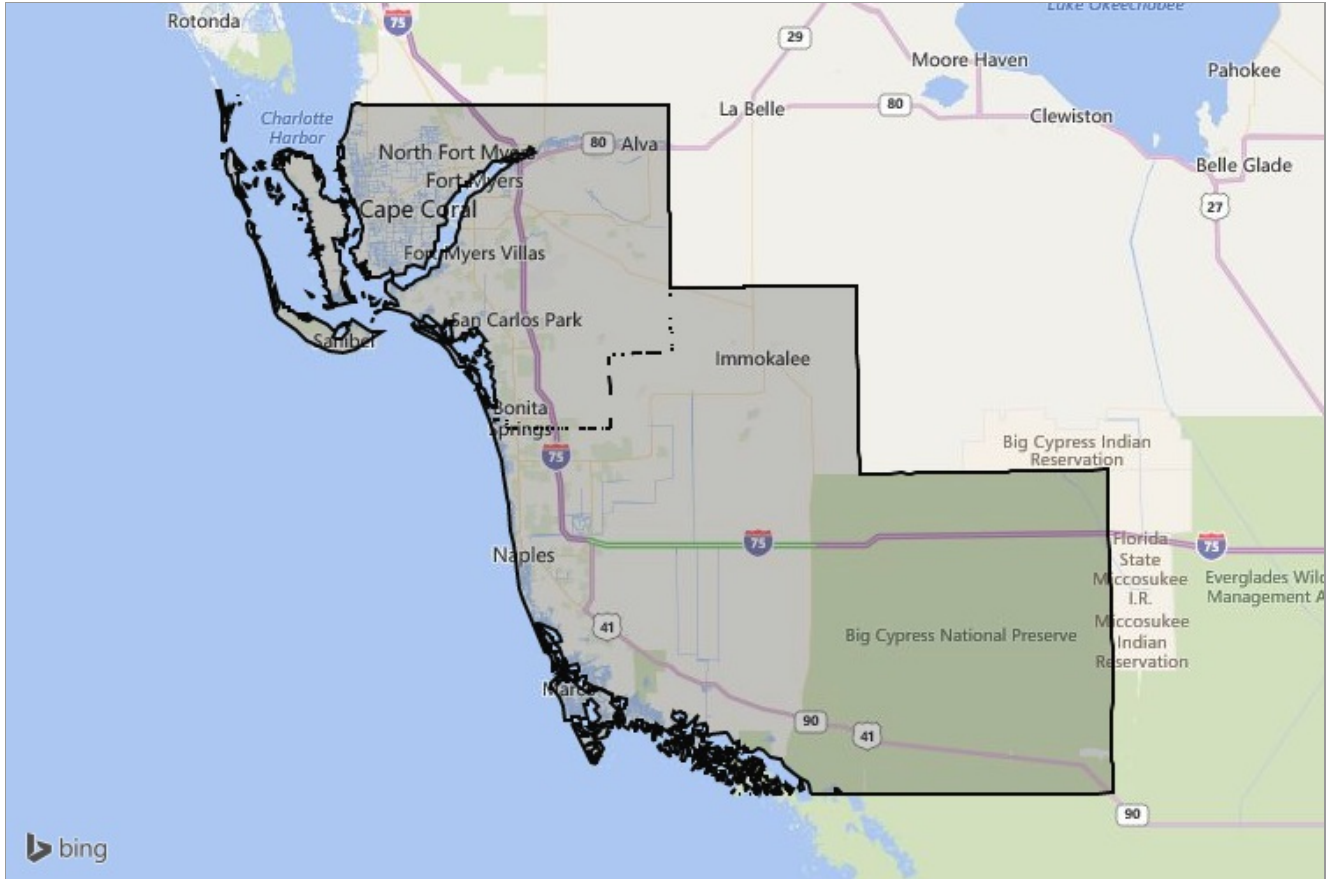 Rotonda
75
29
Lake Okeechobee
Moore Haven
Pahokee
Charlotte
Harbor
La Belle
80
Clewiston
North Fort Myers
80
Alva
Belle Glade
Fort Myers
Cape Coral
27
Fort Myers Villas
San Carlos Park
Sanibel
Immokalee
Bonita
Springs
75
Big Cypress Indian
Reservation
Naples
75
75
Florida
State
Miccosukee
I.R.
Everglades Wild
Management A
Miccosukee
Indian
Reservation
41
Big Cypress National Preserve
Marco
90
41
90
bing